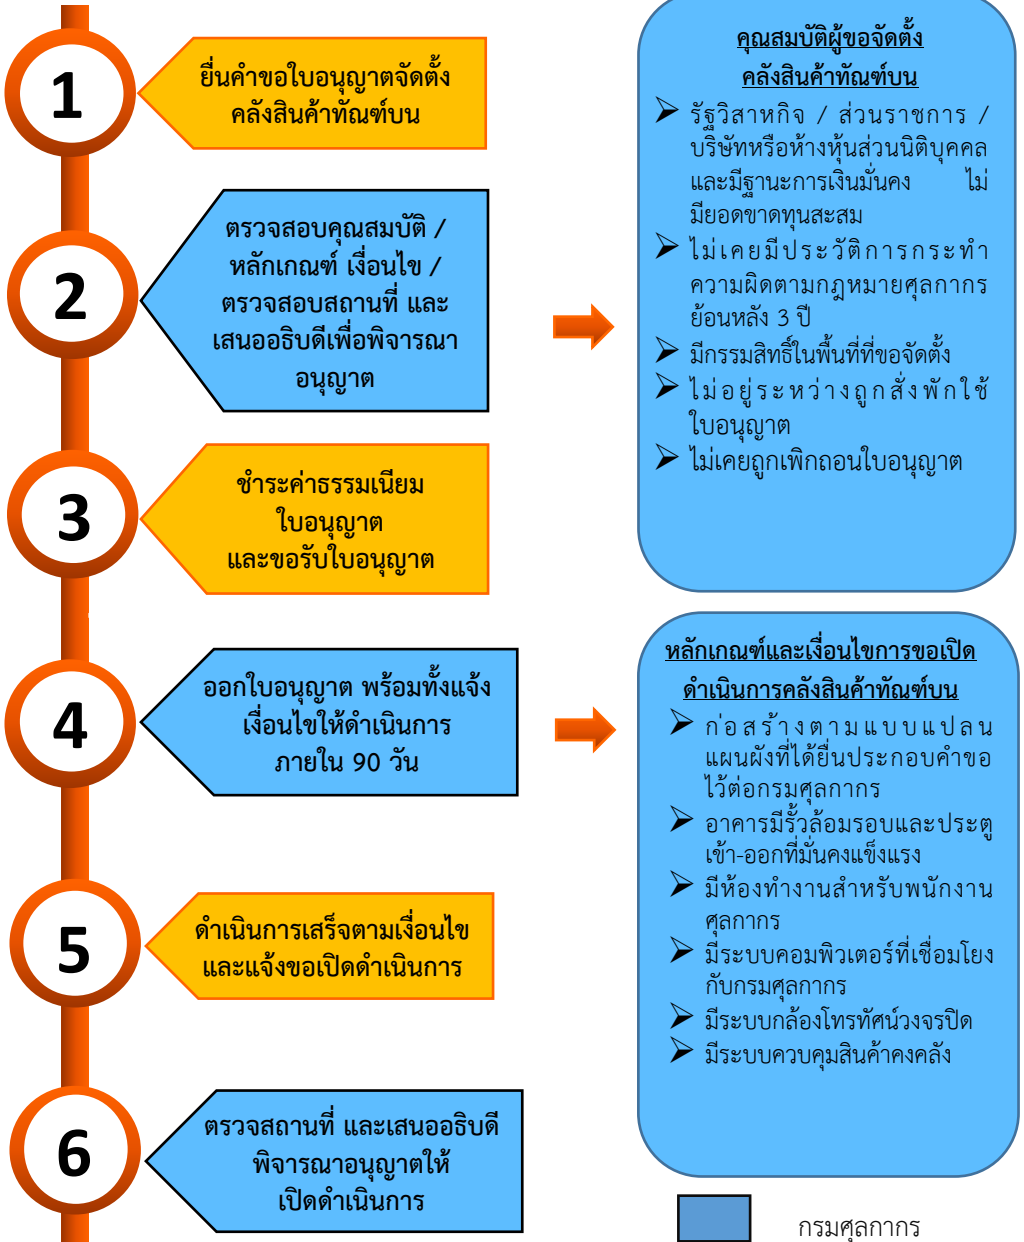 1
ยื่นคำขอใบอนุญาตจัดตั้ง
คลังสินค้าทัณฑ์บน
2
ตรวจสอบคุณสมบัติ /
หลักเกณฑ์ เงื่อนไข /
ตรวจสอบสถานที่ และ
เสนออธิบดีเพื่อพิจารณา
อนุญาต
3
ชำระค่าธรรมเนียม
ใบอนุญาต
และขอรับใบอนุญาต
4
ออกใบอนุญาต พร้อมทั้งแจ้ง
เงื่อนไขให้ดำเนินการ
ภายใน 90 วัน
5
ดำเนินการเสร็จตามเงื่อนไข
และแจ้งขอเปิดดำเนินการ
6
ตรวจสถานที่ และเสนออธิบดี
พิจารณาอนุญาตให้
เปิดดำเนินการ
คุณสมบัติผู้ขอจัดตั้ง
คลังสินค้าทัณฑ์บน
➢ รัฐวิสาหกิจ / ส่วนราชการ /
บริษัทหรือห้างหุ้นส่วนนิติบุคคล
และมีฐานะการเงินมั่นคง ไม่
มียอดขาดทุนสะสม
➢ ไม่เคยมีประวัติการกระทำ
ความผิดตามกฎหมายศุลกากร
ย้อนหลัง 3 ปี
➢ มีกรรมสิทธิ์ในพื้นที่ที่ขอจัดตั้ง
➢ ไม่อยู่ระหว่างถูกสั่งพักใช้
ใบอนุญาต
➢ ไม่เคยถูกเพิกถอนใบอนุญาต
หลักเกณฑ์และเงื่อนไขการขอเปิด
ดำเนินการคลังสินค้าทัณฑ์บน
➢ ก่อสร้างตามแบบแปลน
แผนผังที่ได้ยื่นประกอบคำขอ
ไว้ต่อกรมศุลกากร
➢ อาคารมีรั้วล้อมรอบและประตู
เข้า-ออกที่มั่นคงแข็งแรง
➢ มีห้องทำงานสำหรับพนักงาน
ศุลกากร
➢ มีระบบคอมพิวเตอร์ที่เชื่อมโยง
กับกรมศุลกากร
➢ มีระบบกล้องโทรทัศน์วงจรปิด
➢ มีระบบควบคุมสินค้าคงคลัง
กรมศุลกากร